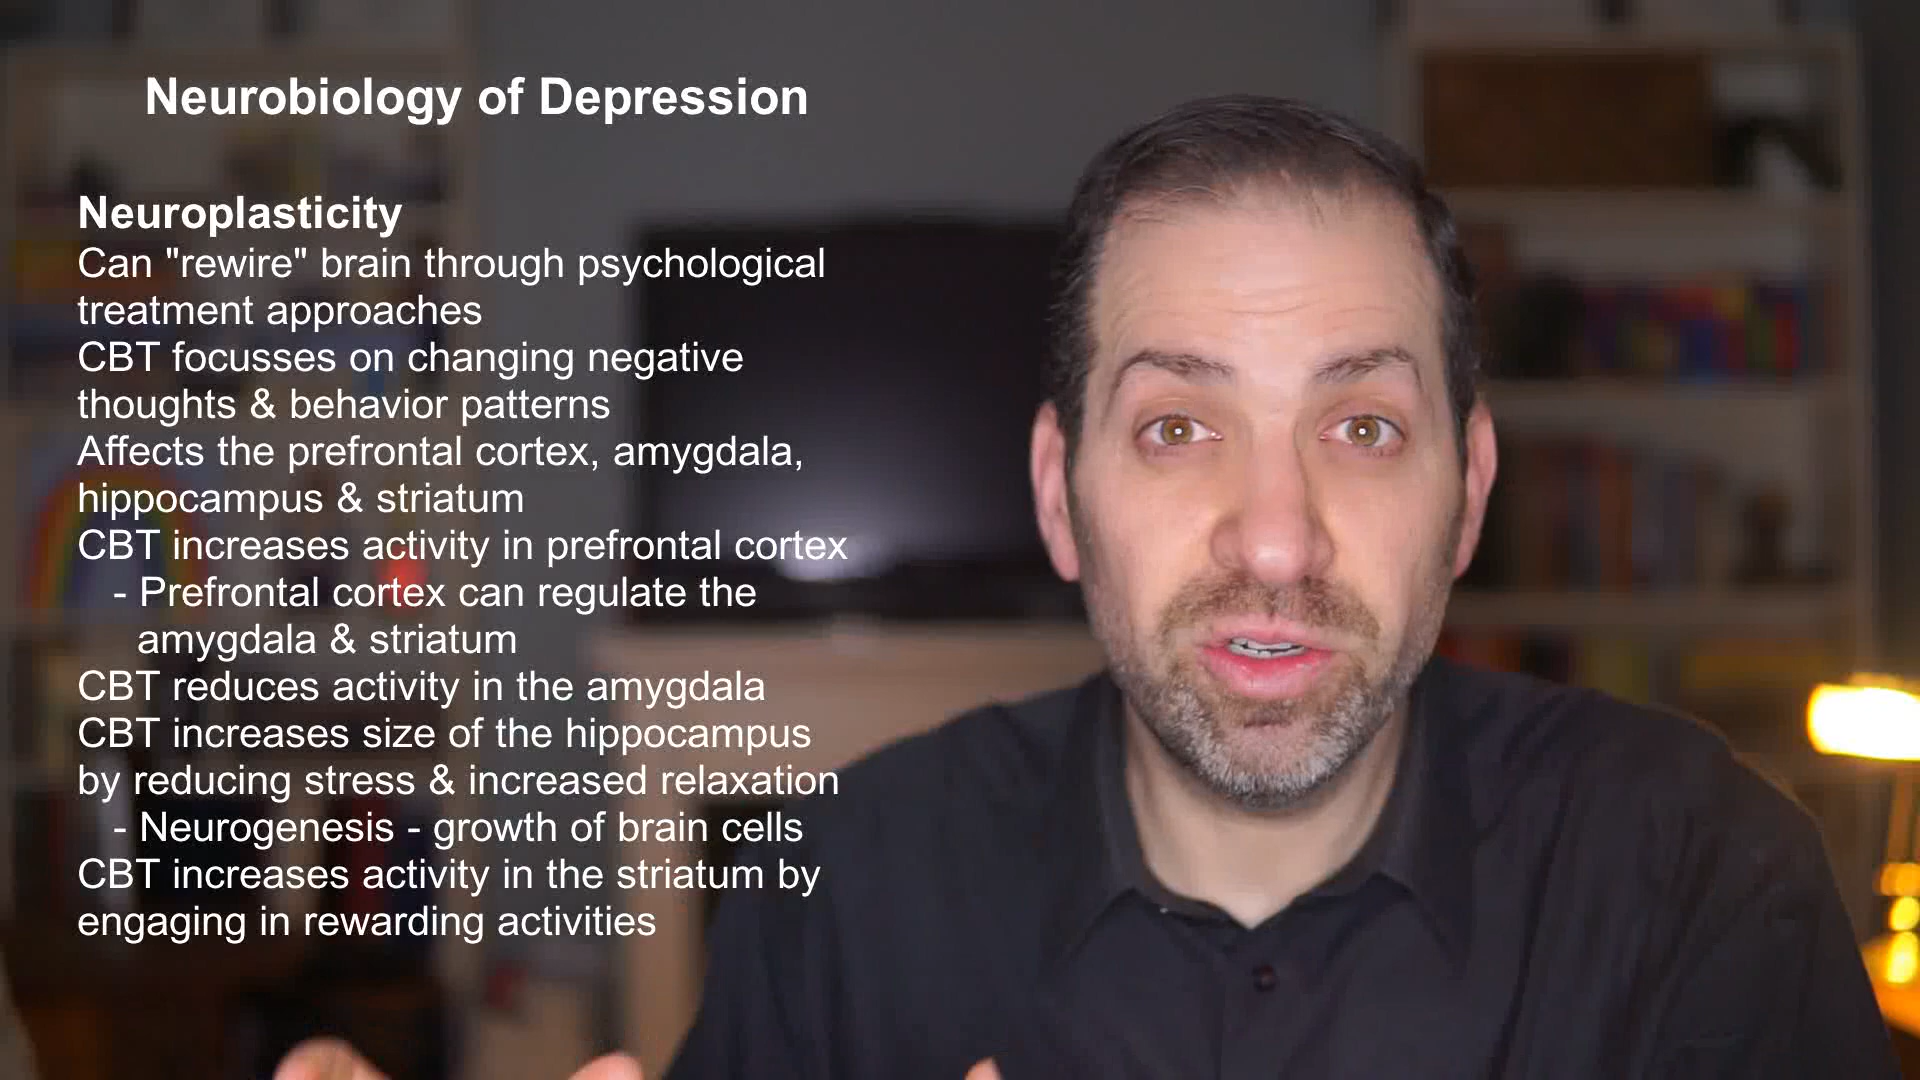 Neurobiology of Depression
Neuroplasticity
Can "rewire" brain through psychological
treatment approaches
CBT focusses on changing negative
thoughts & behavior patterns
Affects the prefrontal cortex, amygdala,
hippocampus & striatum
CBT increases activity in prefrontal cortex
- Prefrontal cortex can regulate the
amygdala & striatum
CBT reduces activity in the amygdala
CBT increases size of the hippocampus
by reducing stress & increased relaxation
- Neurogenesis - growth of brain cells
CBT increases activity in the striatum by
engaging in rewarding activities